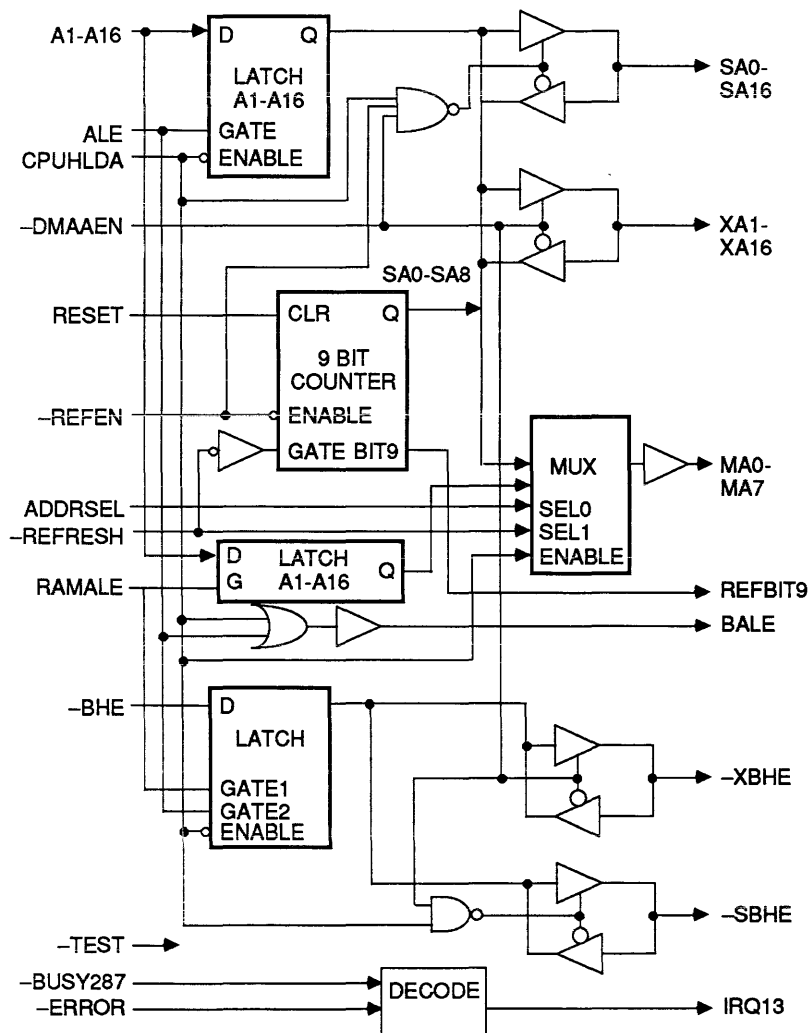 A1-A16
D Q
LATCH
A1-A16
GATE
ENABLE
ALE
CPUHLDA
SA0-
SA16
–DMAAEN
XA1-
XA16
SA0-SA8
RESET
CLR Q
9 BIT
COUNTER
ENABLE
GATE BIT9
–REFEN
MUX
SEL0
SEL1
ENABLE
MA0-
MA7
ADDRSEL
–REFRESH
D LATCH Q
G A1-A16
RAMALE
REFBIT9
BALE
–BHE
D
LATCH
GATE1
GATE2
ENABLE
–XBHE
–SBHE
–TEST
–BUSY287
–ERROR
DECODE
IRQ13